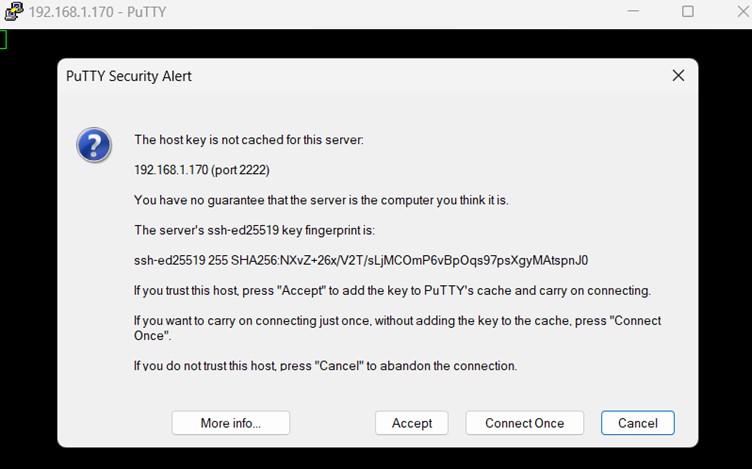 192.168.1.170 - PuTTY
PuTTY Security Alert
The host key is not cached for this server:
192.168.1.170 (port 2222)
You have no guarantee that the server is the computer you think it is.
The server's ssh-ed25519 key fingerprint is:
ssh-ed25519 255 SHA256:NXvZ+26x/V2T/sLjMCOmP6vBpOqs97psXgyMAtspnJ0
If you trust this host, press "Accept" to add the key to PuTTY's cache and carry on connecting.
If you want to carry on connecting just once, without adding the key to the cache, press "Connect
Once".
If you do not trust this host, press "Cancel" to abandon the connection.
More info...
Accept
Connect Once
Cancel